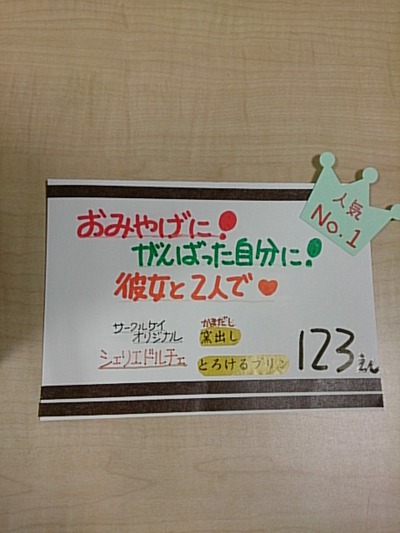 人気
No.1
おみやげに!
がんばった自分に!
彼女と2人で♥
サークルケイ
オリジナル
シェリエドルチェ
かまだし
窯出し
とろけるプリン
123えん